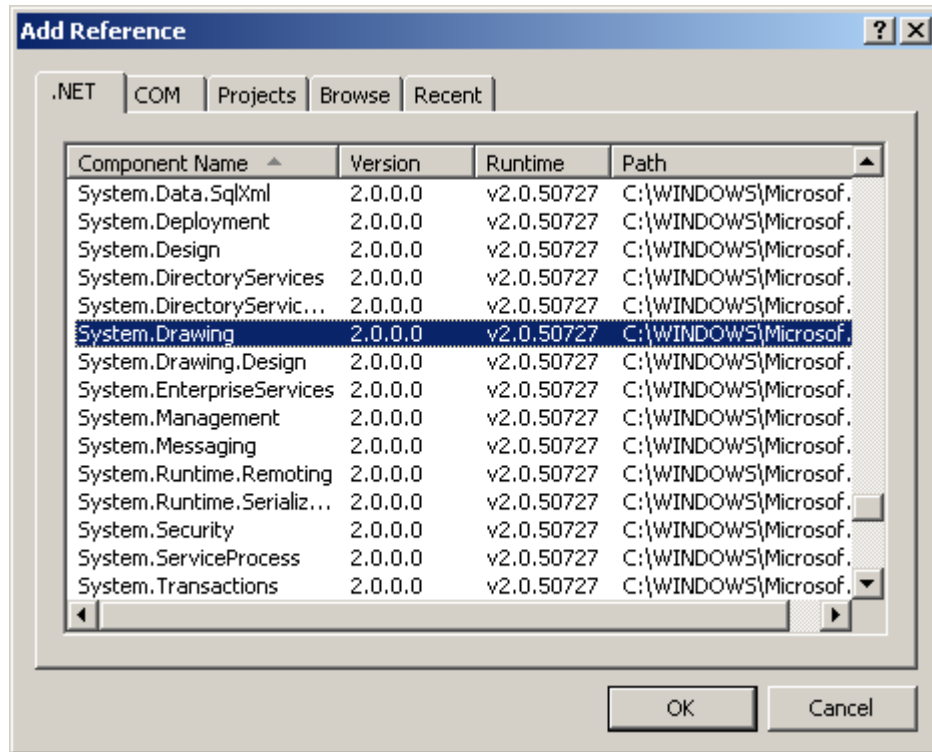 Add Reference
.NET COM Projects Browse Recent
Component Name Version Runtime Path
System.Data.SqlXml 2.0.0.0 v2.0.50727 C:\WINDOWS\Microsof.
System.Deployment 2.0.0.0 v2.0.50727 C:\WINDOWS\Microsof.
System.Design 2.0.0.0 v2.0.50727 C:\WINDOWS\Microsof.
System.DirectoryServices 2.0.0.0 v2.0.50727 C:\WINDOWS\Microsof.
System.DirectoryServic... 2.0.0.0 v2.0.50727 C:\WINDOWS\Microsof.
System.Drawing 2.0.0.0 v2.0.50727 C:\WINDOWS\Microsof.
System.Drawing.Design 2.0.0.0 v2.0.50727 C:\WINDOWS\Microsof.
System.EnterpriseServices 2.0.0.0 v2.0.50727 C:\WINDOWS\Microsof.
System.Management 2.0.0.0 v2.0.50727 C:\WINDOWS\Microsof.
System.Messaging 2.0.0.0 v2.0.50727 C:\WINDOWS\Microsof.
System.Runtime.Remoting 2.0.0.0 v2.0.50727 C:\WINDOWS\Microsof.
System.Runtime.Serializ... 2.0.0.0 v2.0.50727 C:\WINDOWS\Microsof.
System.Security 2.0.0.0 v2.0.50727 C:\WINDOWS\Microsof.
System.ServiceProcess 2.0.0.0 v2.0.50727 C:\WINDOWS\Microsof.
System.Transactions 2.0.0.0 v2.0.50727 C:\WINDOWS\Microsof.
OK Cancel